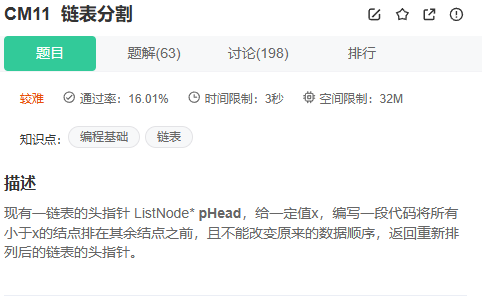 CM11 链表分割
题目 题解(63) 讨论(198) 排行
较难 通过率：16.01% 时间限制：3秒 空间限制：32M
知识点： 编程基础 链表
描述
现有一链表的头指针 ListNode* pHead，给一定值x，编写一段代码将所有
小于x的结点排在其余结点之前，且不能改变原来的数据顺序，返回重新排
列后的链表的头指针。